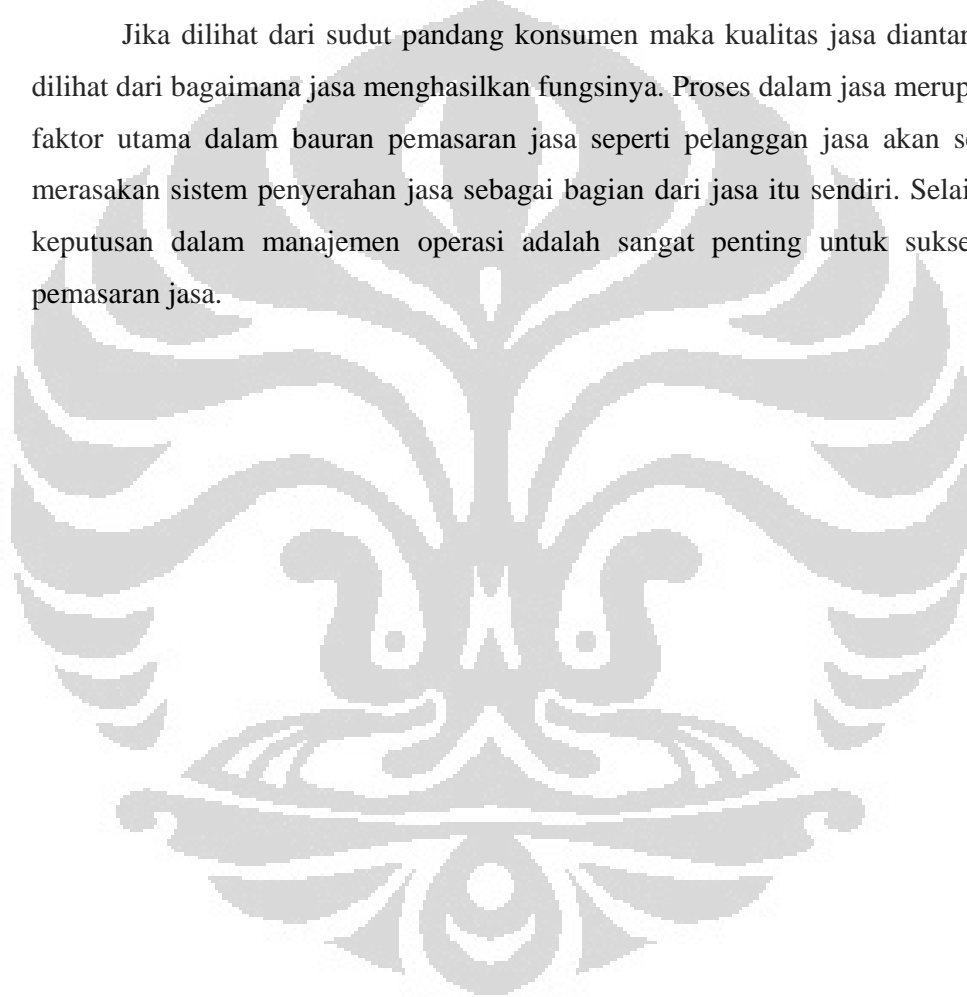 Jika dilihat dari sudut pandang konsumen maka kualitas jasa diantar
dilihat dari bagaimana jasa menghasilkan fungsinya. Proses dalam jasa merup
faktor utama dalam bauran pemasaran jasa seperti pelanggan jasa akan se
merasakan sistem penyerahan jasa sebagai bagian dari jasa itu sendiri. Selai
keputusan dalam manajemen operasi adalah sangat penting untuk sukse
pemasaran jasa.